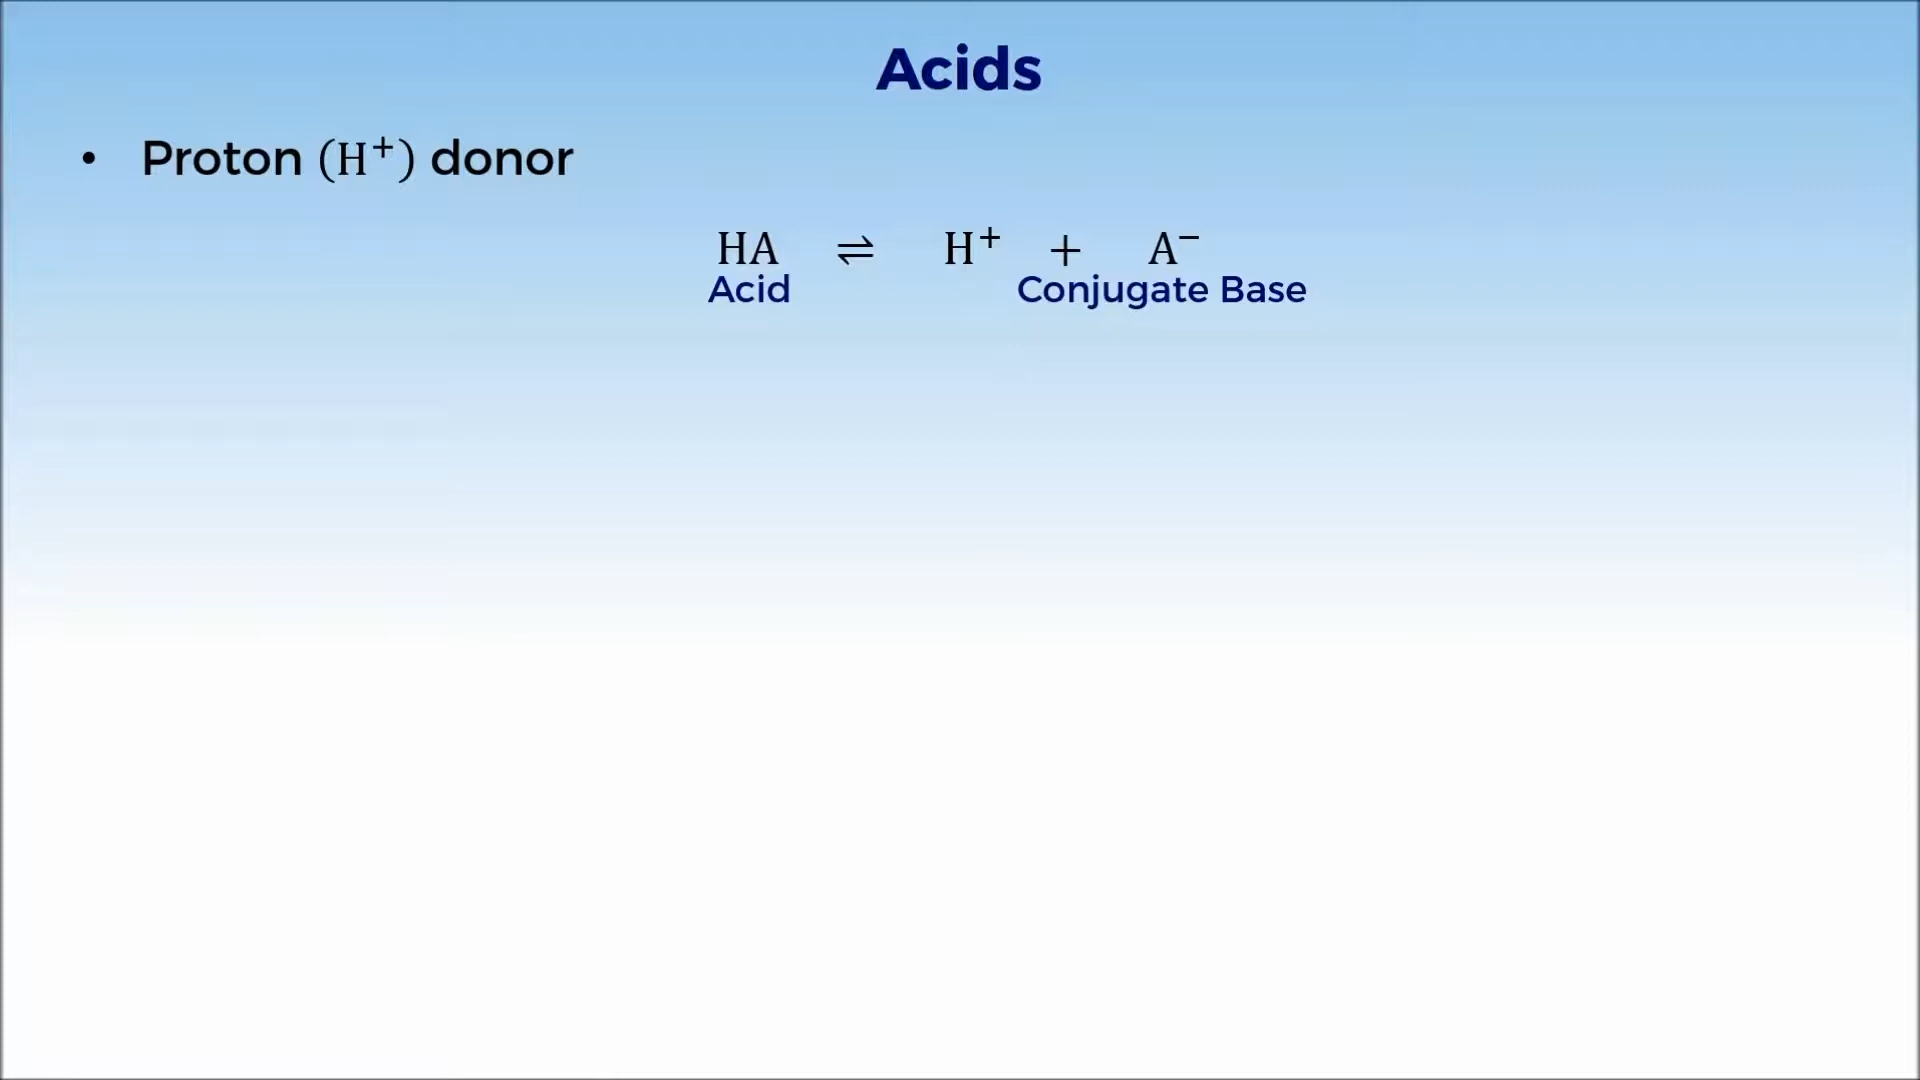 Acids
• Proton (H⁺) donor
HA ⇌ H⁺ + A⁻
Acid Conjugate Base